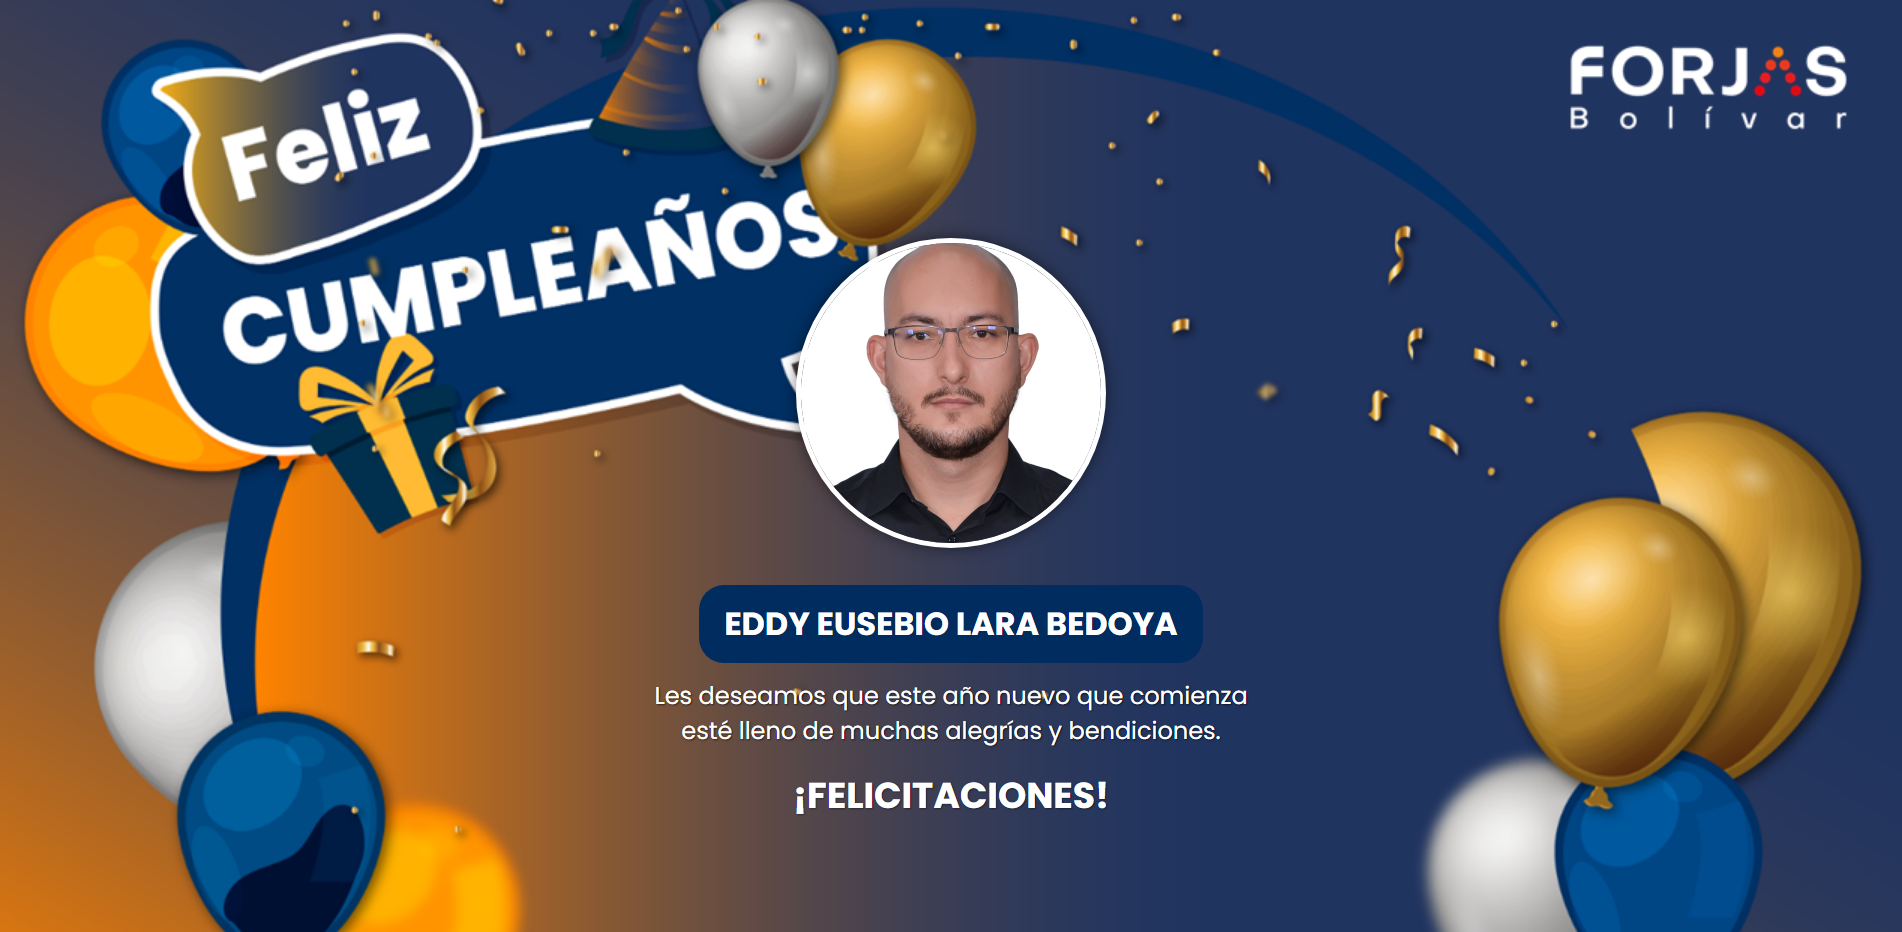 Feliz
CUMPLEAÑOS
FORJAS
Bolívar
EDDY EUSEBIO LARA BEDOYA
Les deseamos que este año nuevo que comienza
esté lleno de muchas alegrías y bendiciones.
¡FELICITACIONES!